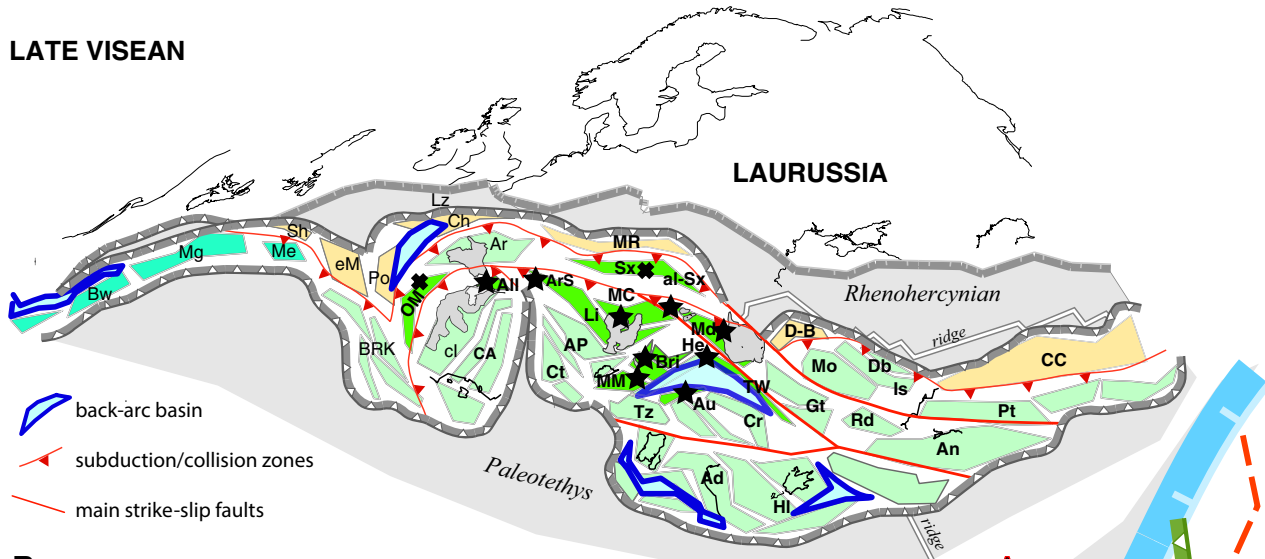 LATE VISEAN
LAURUSSIA
Lz
Ch
Sh
Mg
Me
eM
Po
Ar
MR
Bw
OM
All
ArS
Sx
al-Sx
MC
Li
Md
He
Rhenohercynian
ridge
D-B
CC
BRK
cl
CA
AP
Ct
Bri
MM
TW
Mo
Db
Is
Au
Tz
Cr
Gt
Rd
Pt
An
back-arc basin
subduction/collision zones
main strike-slip faults
Paleotethys
Ad
Hl
ridge